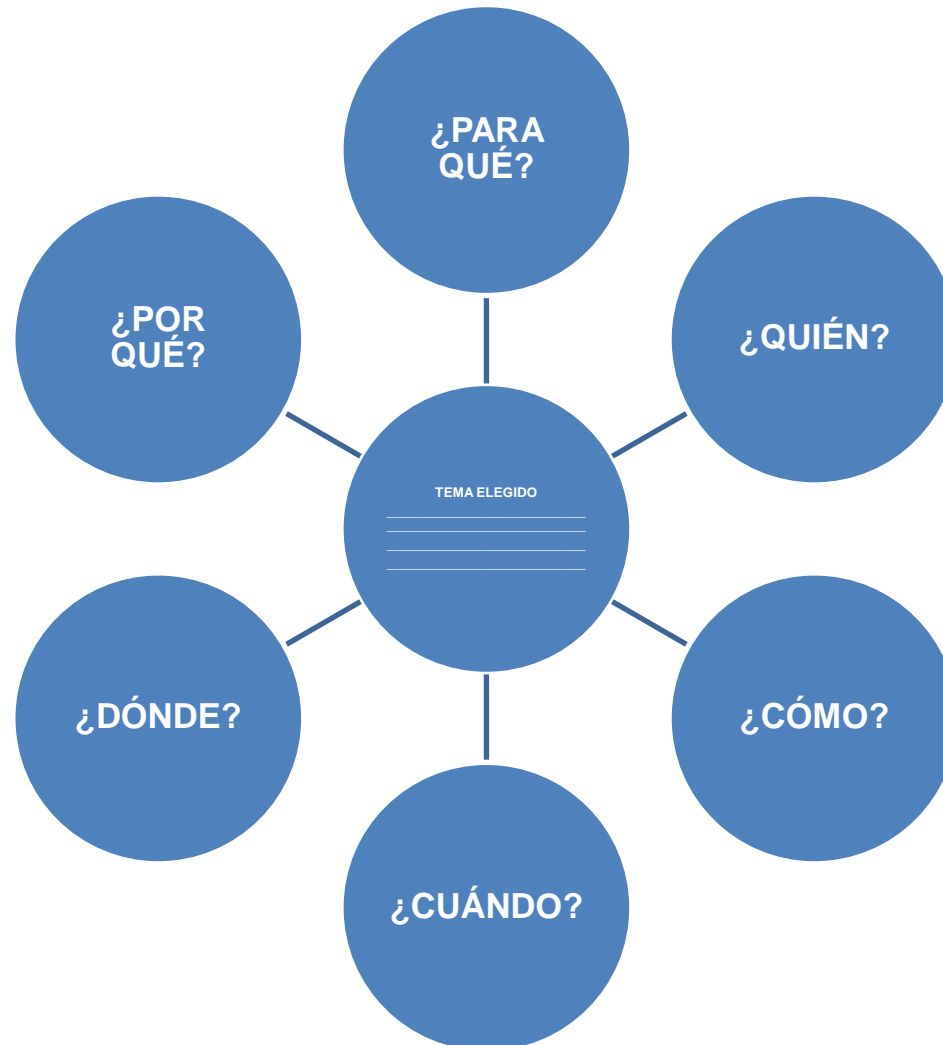 ¿PARA
QUÉ?
¿POR
QUÉ?
¿QUIÉN?
TEMA ELEGIDO
¿DÓNDE?
¿CÓMO?
¿CUÁNDO?